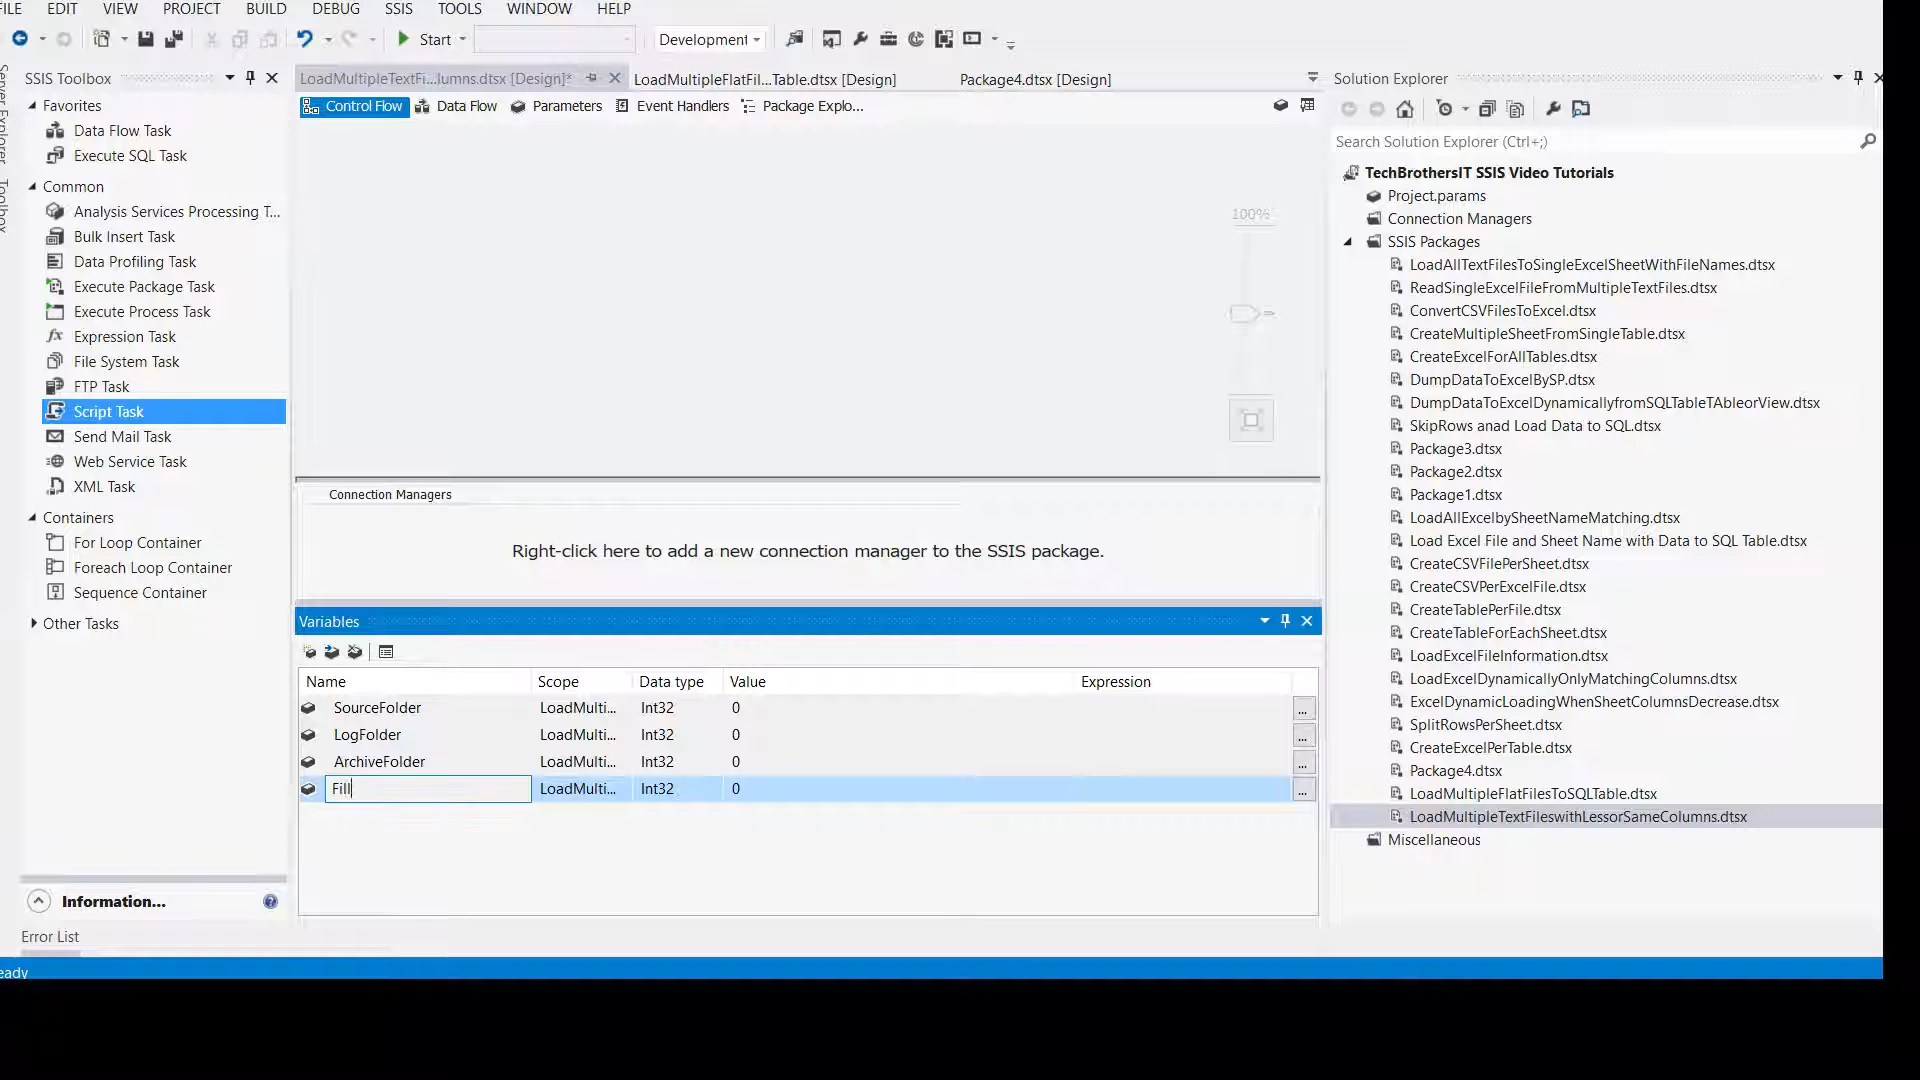 FILE EDIT VIEW PROJECT BUILD DEBUG SSIS TOOLS WINDOW HELP
Start Development
SSIS Toolbox
LoadMultipleTextFi...lumns.dtsx [Design]* LoadMultipleFlatFil...Table.dtsx [Design] Package4.dtsx [Design]
Solution Explorer
Server Explorer
Toolbox
Control Flow Data Flow Parameters Event Handlers Package Explo...
Favorites
Data Flow Task
Execute SQL Task
Common
Analysis Services Processing T...
Bulk Insert Task
Data Profiling Task
Execute Package Task
Execute Process Task
Expression Task
File System Task
FTP Task
Script Task
Send Mail Task
Web Service Task
XML Task
Containers
For Loop Container
Foreach Loop Container
Sequence Container
Other Tasks
Information...
Error List
eady
100%
Connection Managers
Right-click here to add a new connection manager to the SSIS package.
Variables
Name Scope Data type Value Expression
SourceFolder LoadMulti... Int32 0 ...
LogFolder LoadMulti... Int32 0 ...
ArchiveFolder LoadMulti... Int32 0 ...
Fill LoadMulti... Int32 0 ...
Search Solution Explorer (Ctrl+;)
TechBrothersIT SSIS Video Tutorials
Project.params
Connection Managers
SSIS Packages
LoadAllTextFilesToSingleExcelSheetWithFileNames.dtsx
ReadSingleExcelFileFromMultipleTextFiles.dtsx
ConvertCSVFilesToExcel.dtsx
CreateMultipleSheetFromSingleTable.dtsx
CreateExcelForAllTables.dtsx
DumpDataToExcelBySP.dtsx
DumpDataToExcelDynamicallyfromSQLTableTAbleorView.dtsx
SkipRows anad Load Data to SQL.dtsx
Package3.dtsx
Package2.dtsx
Package1.dtsx
LoadAllExcelbySheetNameMatching.dtsx
Load Excel File and Sheet Name with Data to SQL Table.dtsx
CreateCSVFilePerSheet.dtsx
CreateCSVPerExcelFile.dtsx
CreateTablePerFile.dtsx
CreateTableForEachSheet.dtsx
LoadExcelFileInformation.dtsx
LoadExcelDynamicallyOnlyMatchingColumns.dtsx
ExcelDynamicLoadingWhenSheetColumnsDecrease.dtsx
SplitRowsPerSheet.dtsx
CreateExcelPerTable.dtsx
Package4.dtsx
LoadMultipleFlatFilesToSQLTable.dtsx
LoadMultipleTextFileswithLessorSameColumns.dtsx
Miscellaneous